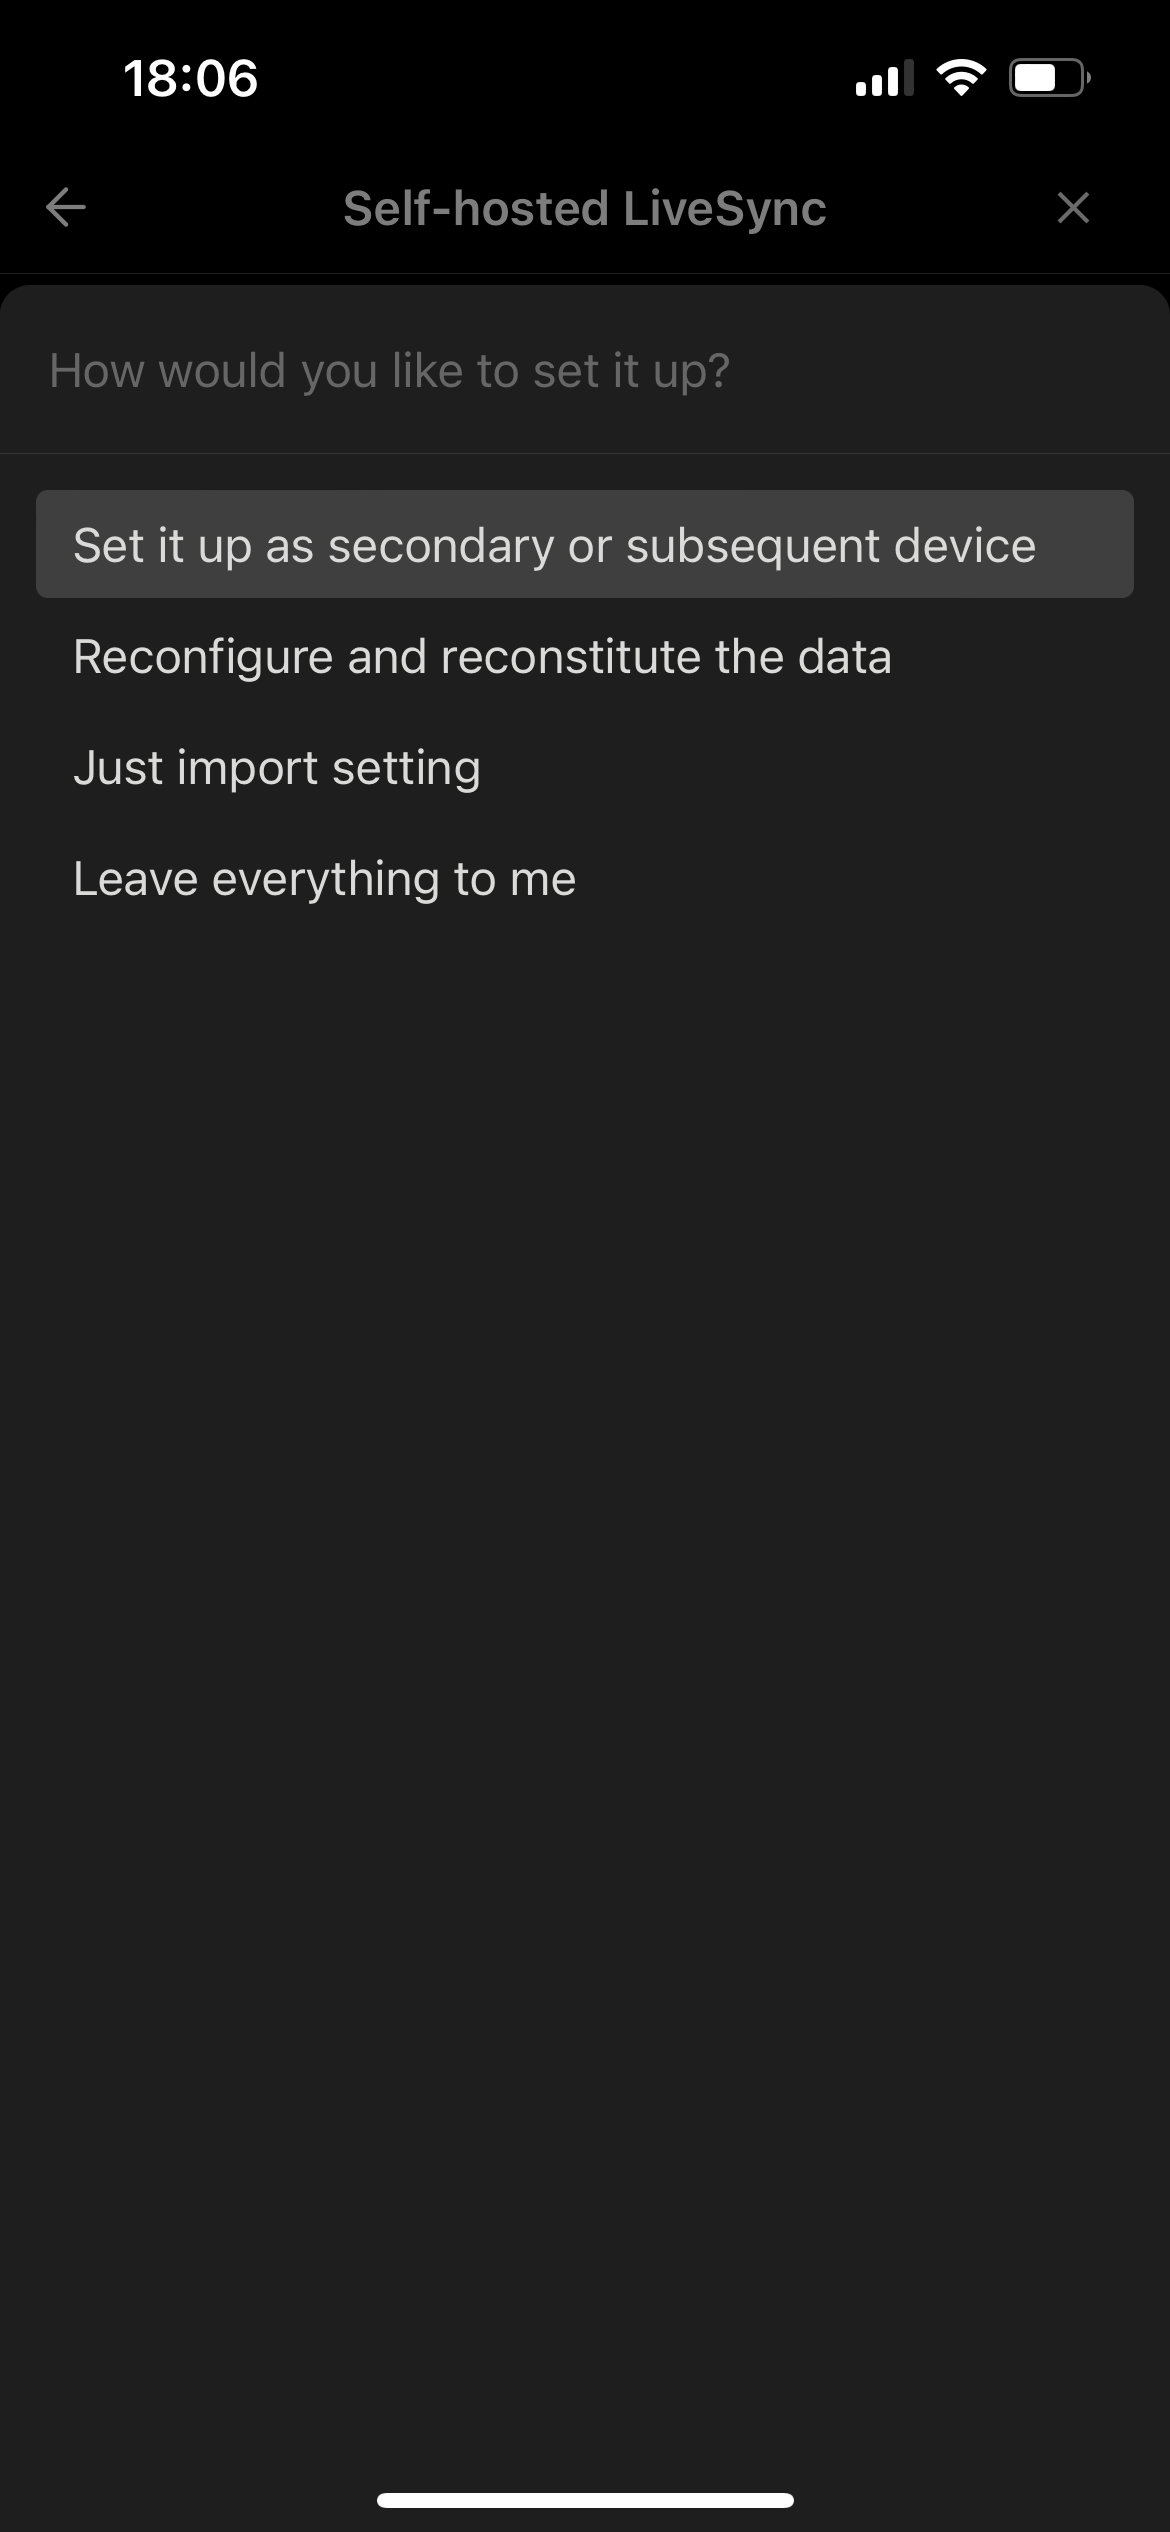 18:06
Self-hosted LiveSync
How would you like to set it up?
Set it up as secondary or subsequent device
Reconfigure and reconstitute the data
Just import setting
Leave everything to me